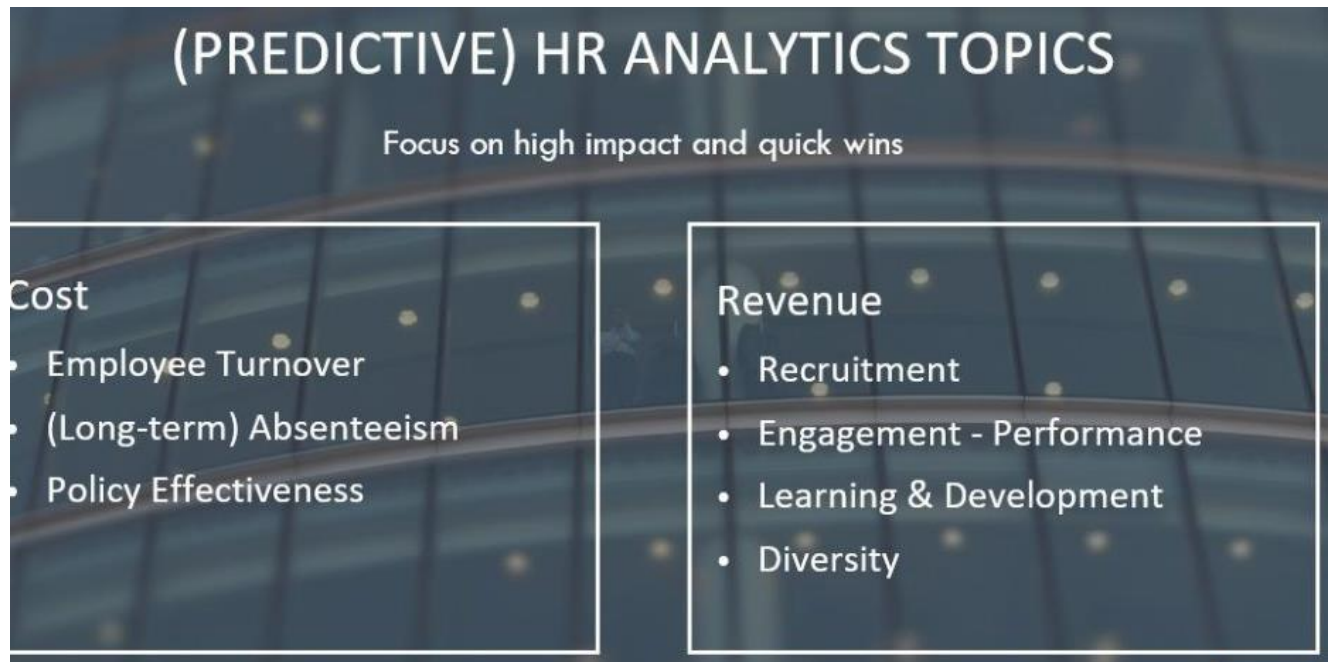 (PREDICTIVE) HR ANALYTICS TOPICS
Focus on high impact and quick wins
Cost
• Employee Turnover
• (Long-term) Absenteeism
• Policy Effectiveness
Revenue
• Recruitment
• Engagement - Performance
• Learning & Development
• Diversity